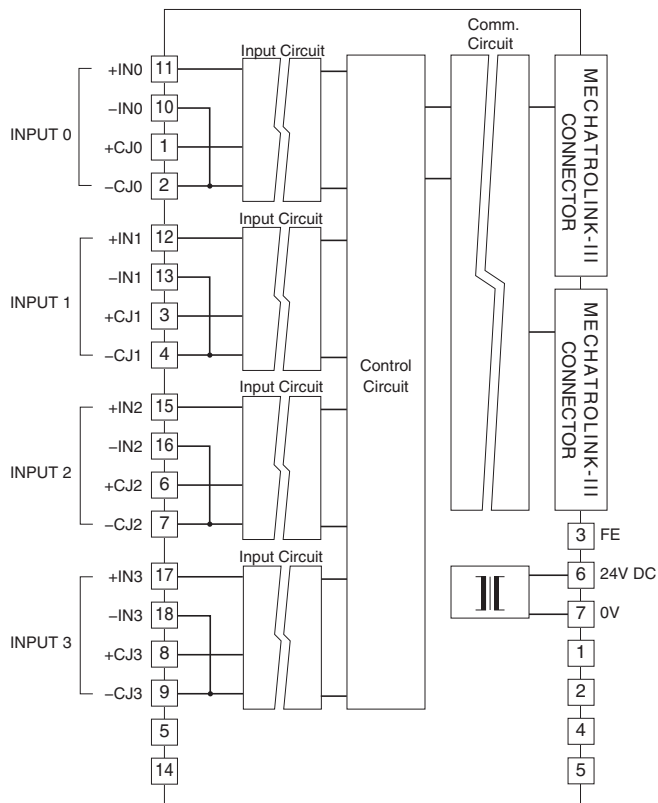 Input Circuit
Comm.
Circuit
INPUT 0
+IN0 11
−IN0 10
+CJ0 1
−CJ0 2
Input Circuit
INPUT 1
+IN1 12
−IN1 13
+CJ1 3
−CJ1 4
Input Circuit
INPUT 2
+IN2 15
−IN2 16
+CJ2 6
−CJ2 7
Input Circuit
INPUT 3
+IN3 17
−IN3 18
+CJ3 8
−CJ3 9
5
14
Control
Circuit
MECHATROLINK-III
CONNECTOR
MECHATROLINK-III
CONNECTOR
3 FE
6 24V DC
7 0V
1
2
4
5